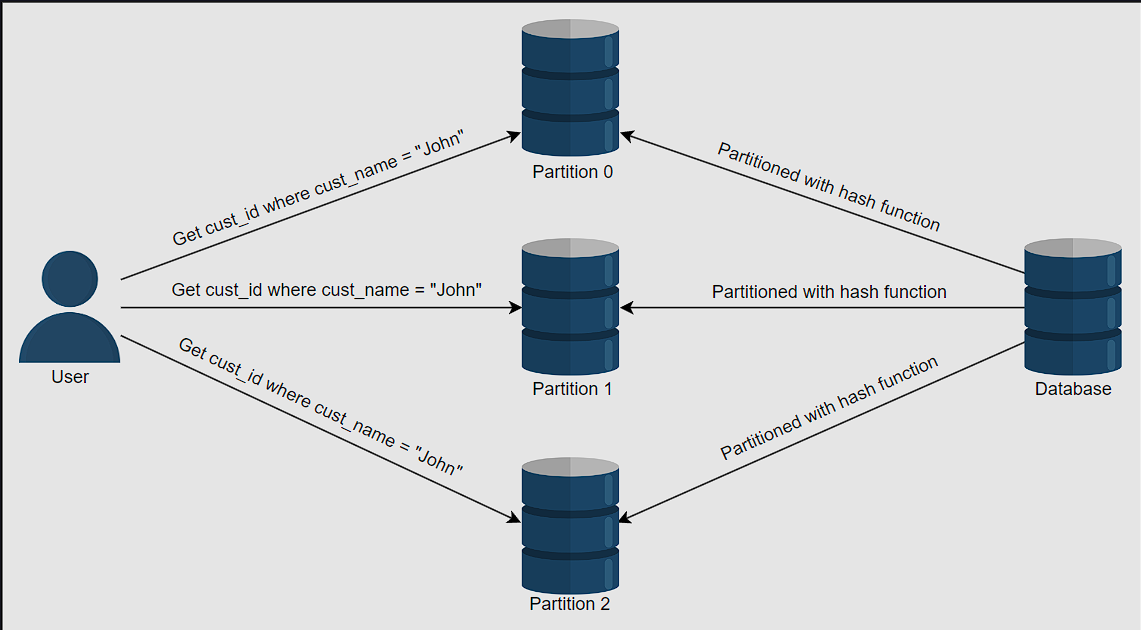 Partition 0
Get cust_id where cust_name = "John"
Partitioned with hash function
Get cust_id where cust_name = "John"
Partitioned with hash function
User
Partition 1
Database
Get cust_id where cust_name = "John"
Partitioned with hash function
Partition 2